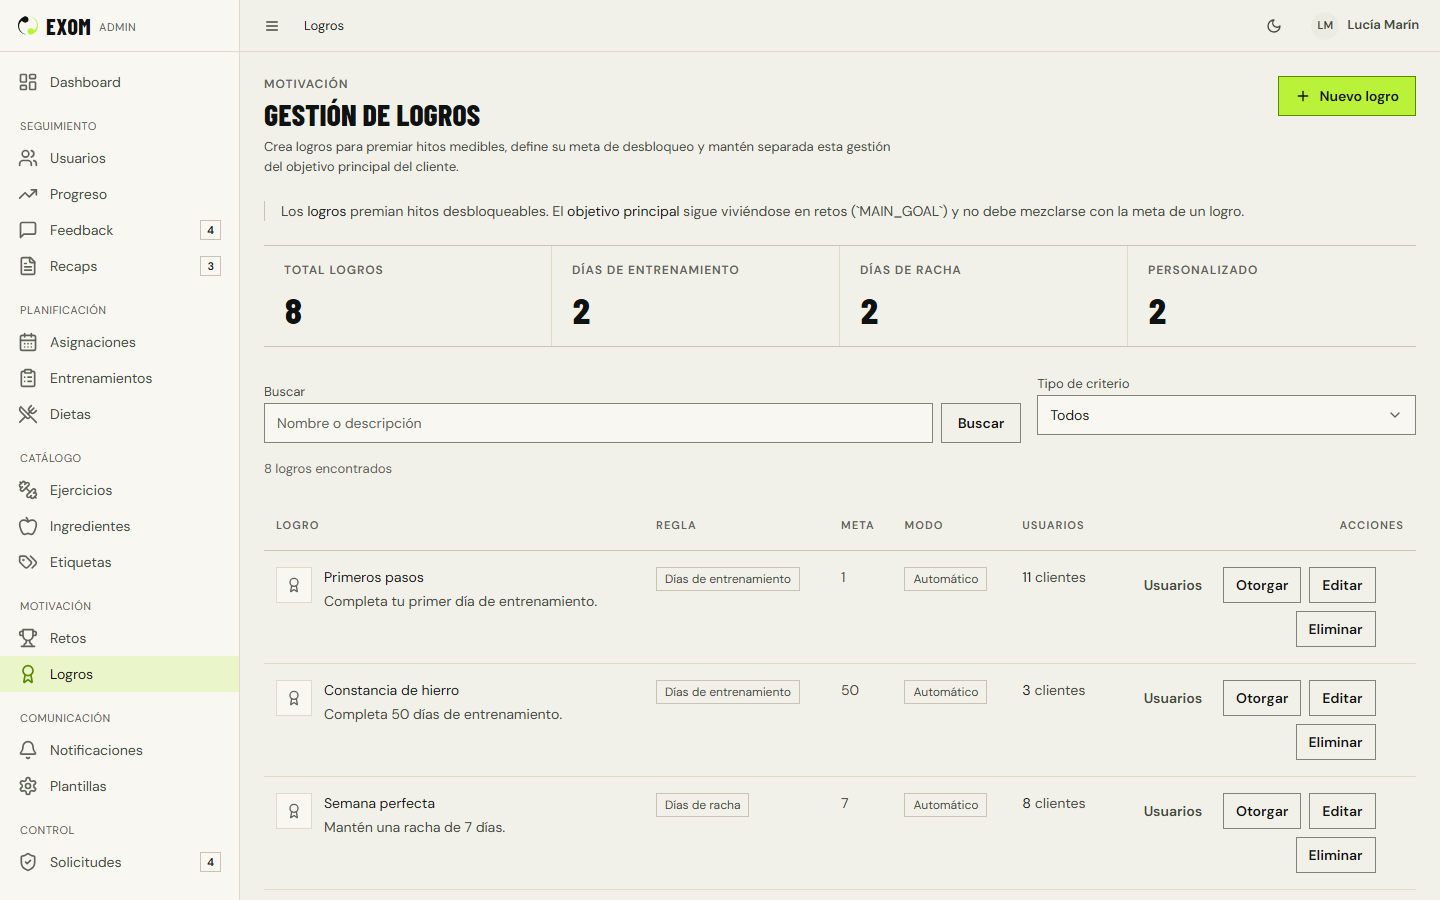 EXOM ADMIN
Logros
LM Lucía Marín
Dashboard
SEGUIMIENTO
Usuarios
Progreso
Feedback 4
Recaps 3
PLANIFICACIÓN
Asignaciones
Entrenamientos
Dietas
CATÁLOGO
Ejercicios
Ingredientes
Etiquetas
MOTIVACIÓN
Retos
Logros
COMUNICACIÓN
Notificaciones
Plantillas
CONTROL
Solicitudes 4
MOTIVACIÓN
GESTIÓN DE LOGROS
Crea logros para premiar hitos medibles, define su meta de desbloqueo y mantén separada esta gestión
del objetivo principal del cliente.
+ Nuevo logro
Los logros premian hitos desbloqueables. El objetivo principal sigue viviéndose en retos (`MAIN_GOAL`) y no debe mezclarse con la meta de un logro.
TOTAL LOGROS
8
DÍAS DE ENTRENAMIENTO
2
DÍAS DE RACHA
2
PERSONALIZADO
2
Buscar
Nombre o descripción
Buscar
Tipo de criterio
Todos
8 logros encontrados
LOGRO REGLA META MODO USUARIOS ACCIONES
Primeros pasos
Completa tu primer día de entrenamiento.
Días de entrenamiento 1 Automático 11 clientes Usuarios Otorgar Editar
Eliminar
Constancia de hierro
Completa 50 días de entrenamiento.
Días de entrenamiento 50 Automático 3 clientes Usuarios Otorgar Editar
Eliminar
Semana perfecta
Mantén una racha de 7 días.
Días de racha 7 Automático 8 clientes Usuarios Otorgar Editar
Eliminar